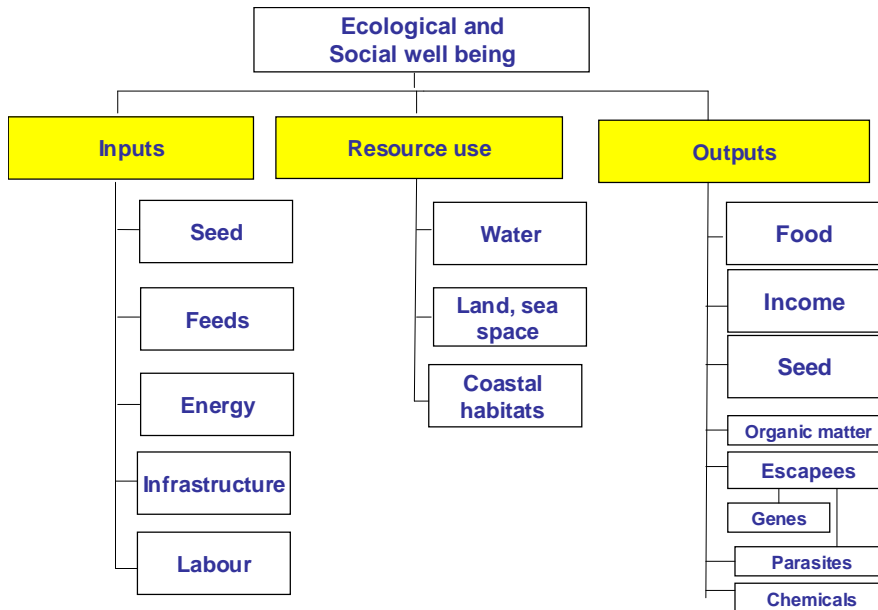 Ecological and
Social well being
Inputs
Resource use
Outputs
Seed
Feeds
Energy
Infrastructure
Labour
Water
Land, sea
space
Coastal
habitats
Food
Income
Seed
Organic matter
Escapees
Genes
Parasites
Chemicals